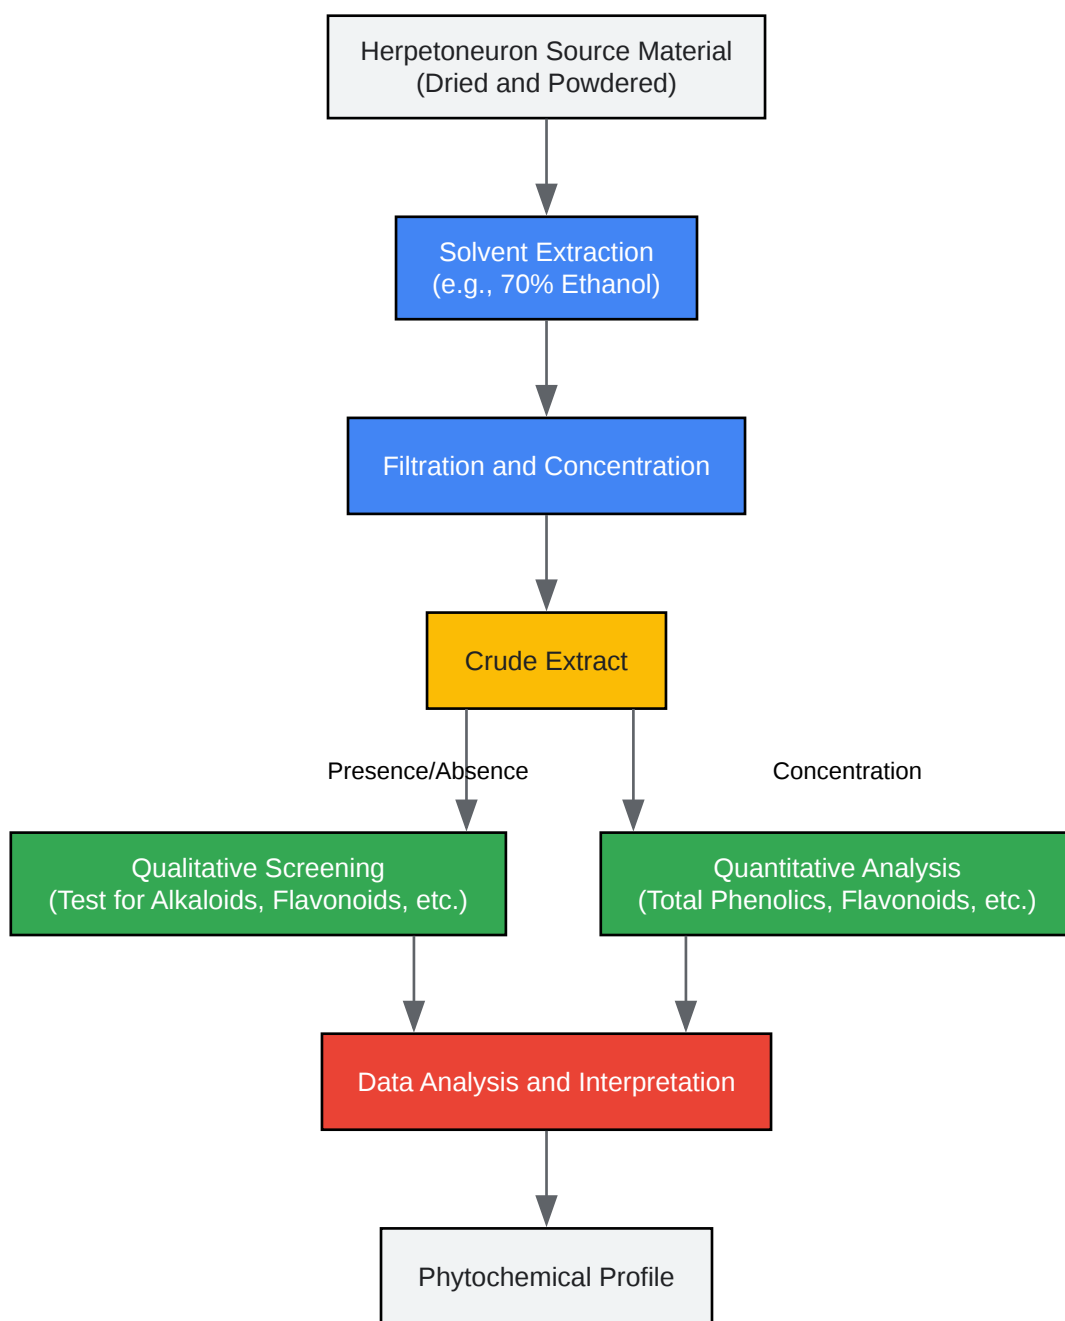 Herpetoneuron Source Material
(Dried and Powdered)
Solvent Extraction
(e.g., 70% Ethanol)
Filtration and Concentration
Crude Extract
Presence/Absence
Concentration
Qualitative Screening
(Test for Alkaloids, Flavonoids, etc.)
Quantitative Analysis
(Total Phenolics, Flavonoids, etc.)
Data Analysis and Interpretation
Phytochemical Profile